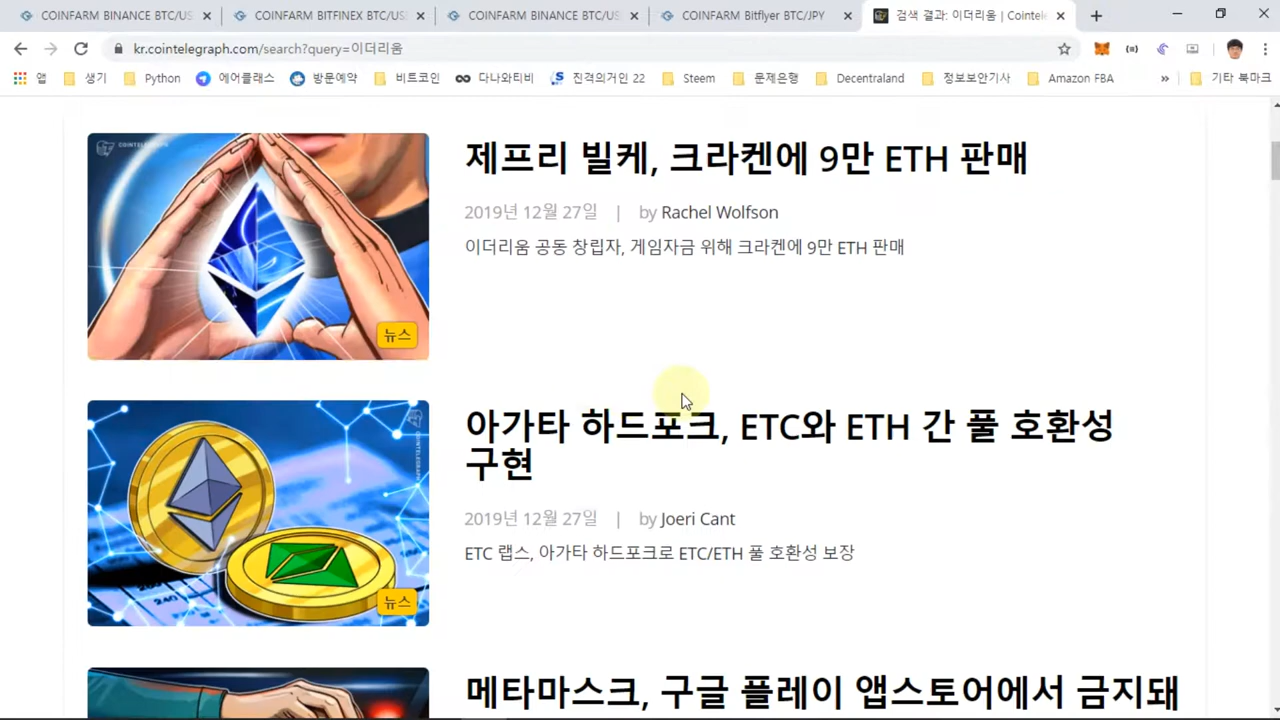 COINFARM BINANCE BTC/US
COINFARM BITFINEX BTC/US
COINFARM BINANCE BTC/US
COINFARM Bitflyer BTC/JPY
검색 결과: 이더리움 | Cointele
kr.cointelegraph.com/search?query=이더리움
앱
생기
Python
에어클래스
방문예약
비트코인
다나와티비
진격의거인 22
Steem
문제은행
Decentraland
정보보안기사
Amazon FBA
»
기타 북마크
COINTELEGRAPH
제프리 빌케, 크라켄에 9만 ETH 판매
2019년 12월 27일 | by Rachel Wolfson
이더리움 공동 창립자, 게임자금 위해 크라켄에 9만 ETH 판매
뉴스
아가타 하드포크, ETC와 ETH 간 풀 호환성
구현
2019년 12월 27일 | by Joeri Cant
ETC 랩스, 아가타 하드포크로 ETC/ETH 풀 호환성 보장
240
뉴스
메타마스크, 구글 플레이 앱스토어에서 금지돼